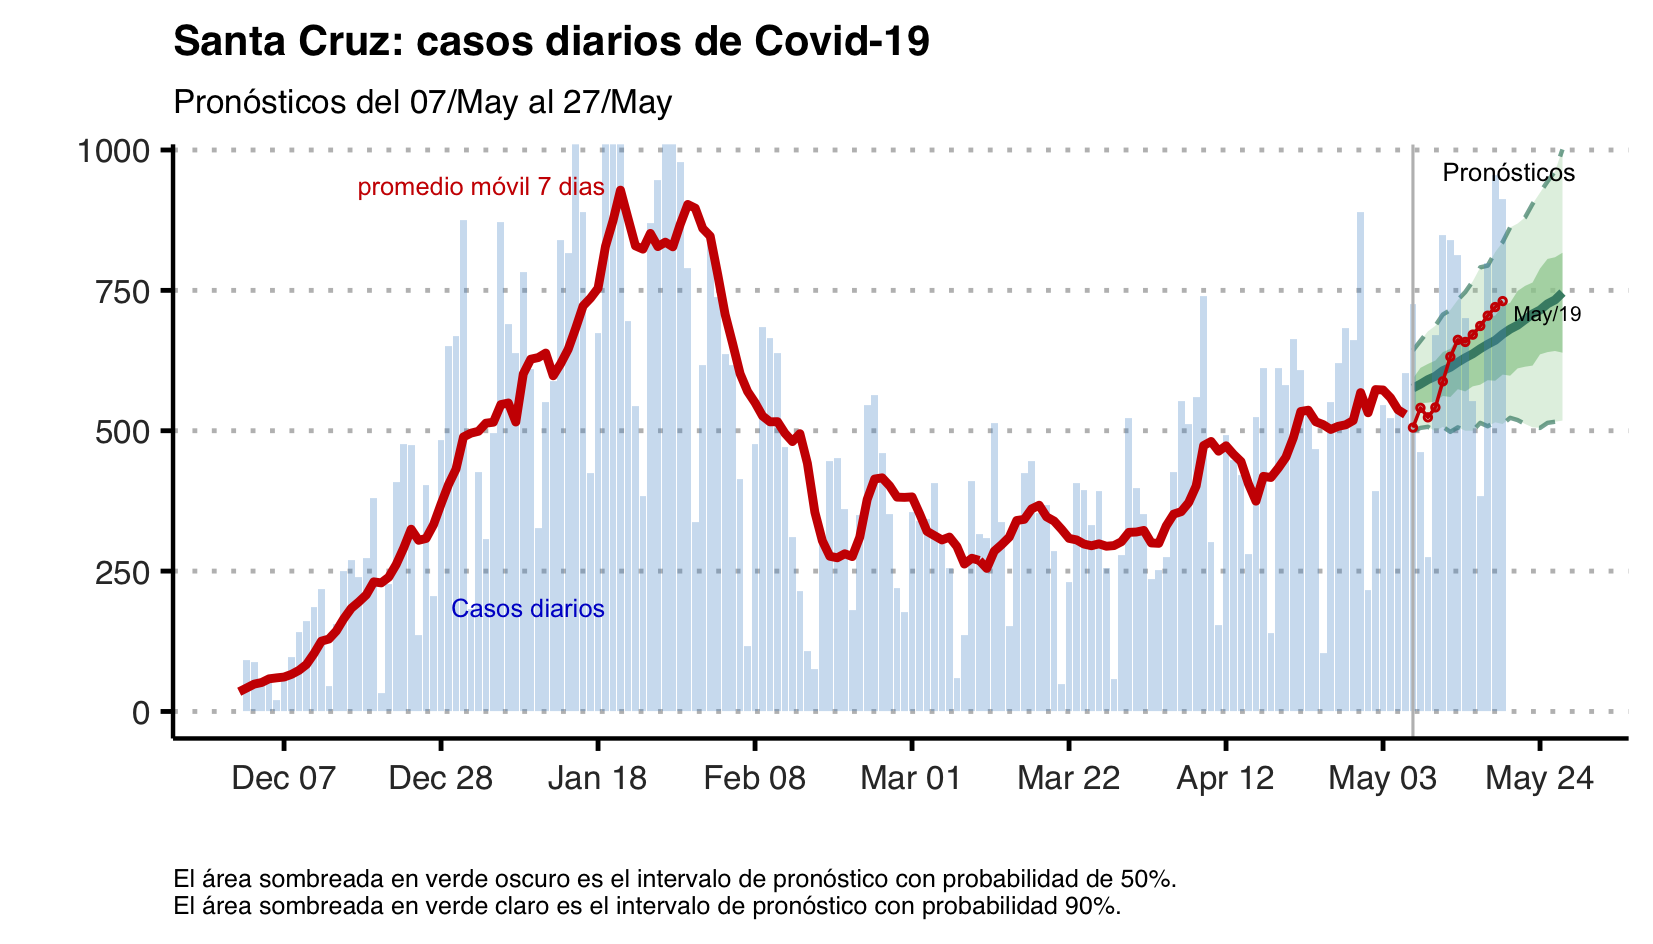 Santa Cruz: casos diarios de Covid-19
Pronósticos del 07/May al 27/May
1000
750
500
250
0
promedio móvil 7 dias
Pronósticos
May/19
Casos diarios
Dec 07
Dec 28
Jan 18
Feb 08
Mar 01
Mar 22
Apr 12
May 03
May 24
El área sombreada en verde oscuro es el intervalo de pronóstico con probabilidad de 50%.
El área sombreada en verde claro es el intervalo de pronóstico con probabilidad 90%.